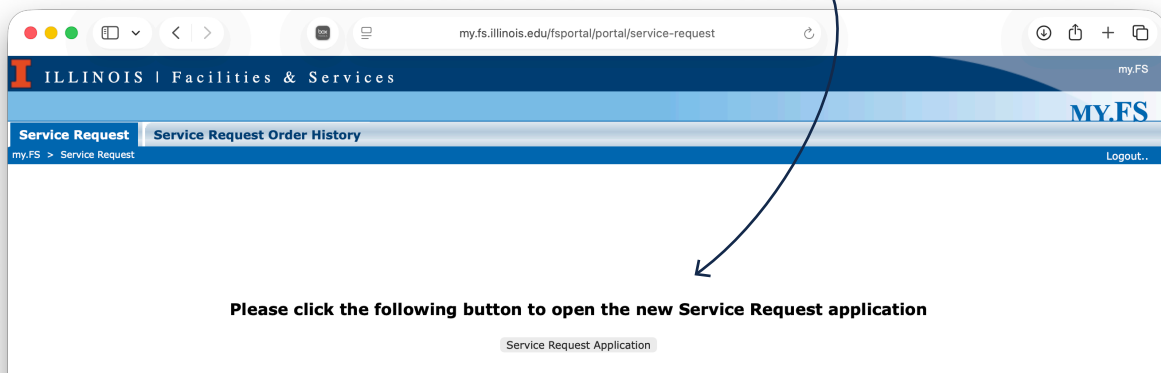 box
my.fs.illinois.edu/fsportal/portal/service-request
I ILLINOIS | Facilities & Services
my.FS
MY.FS
Service Request
Service Request Order History
my.FS > Service Request
Logout..
Please click the following button to open the new Service Request application
Service Request Application